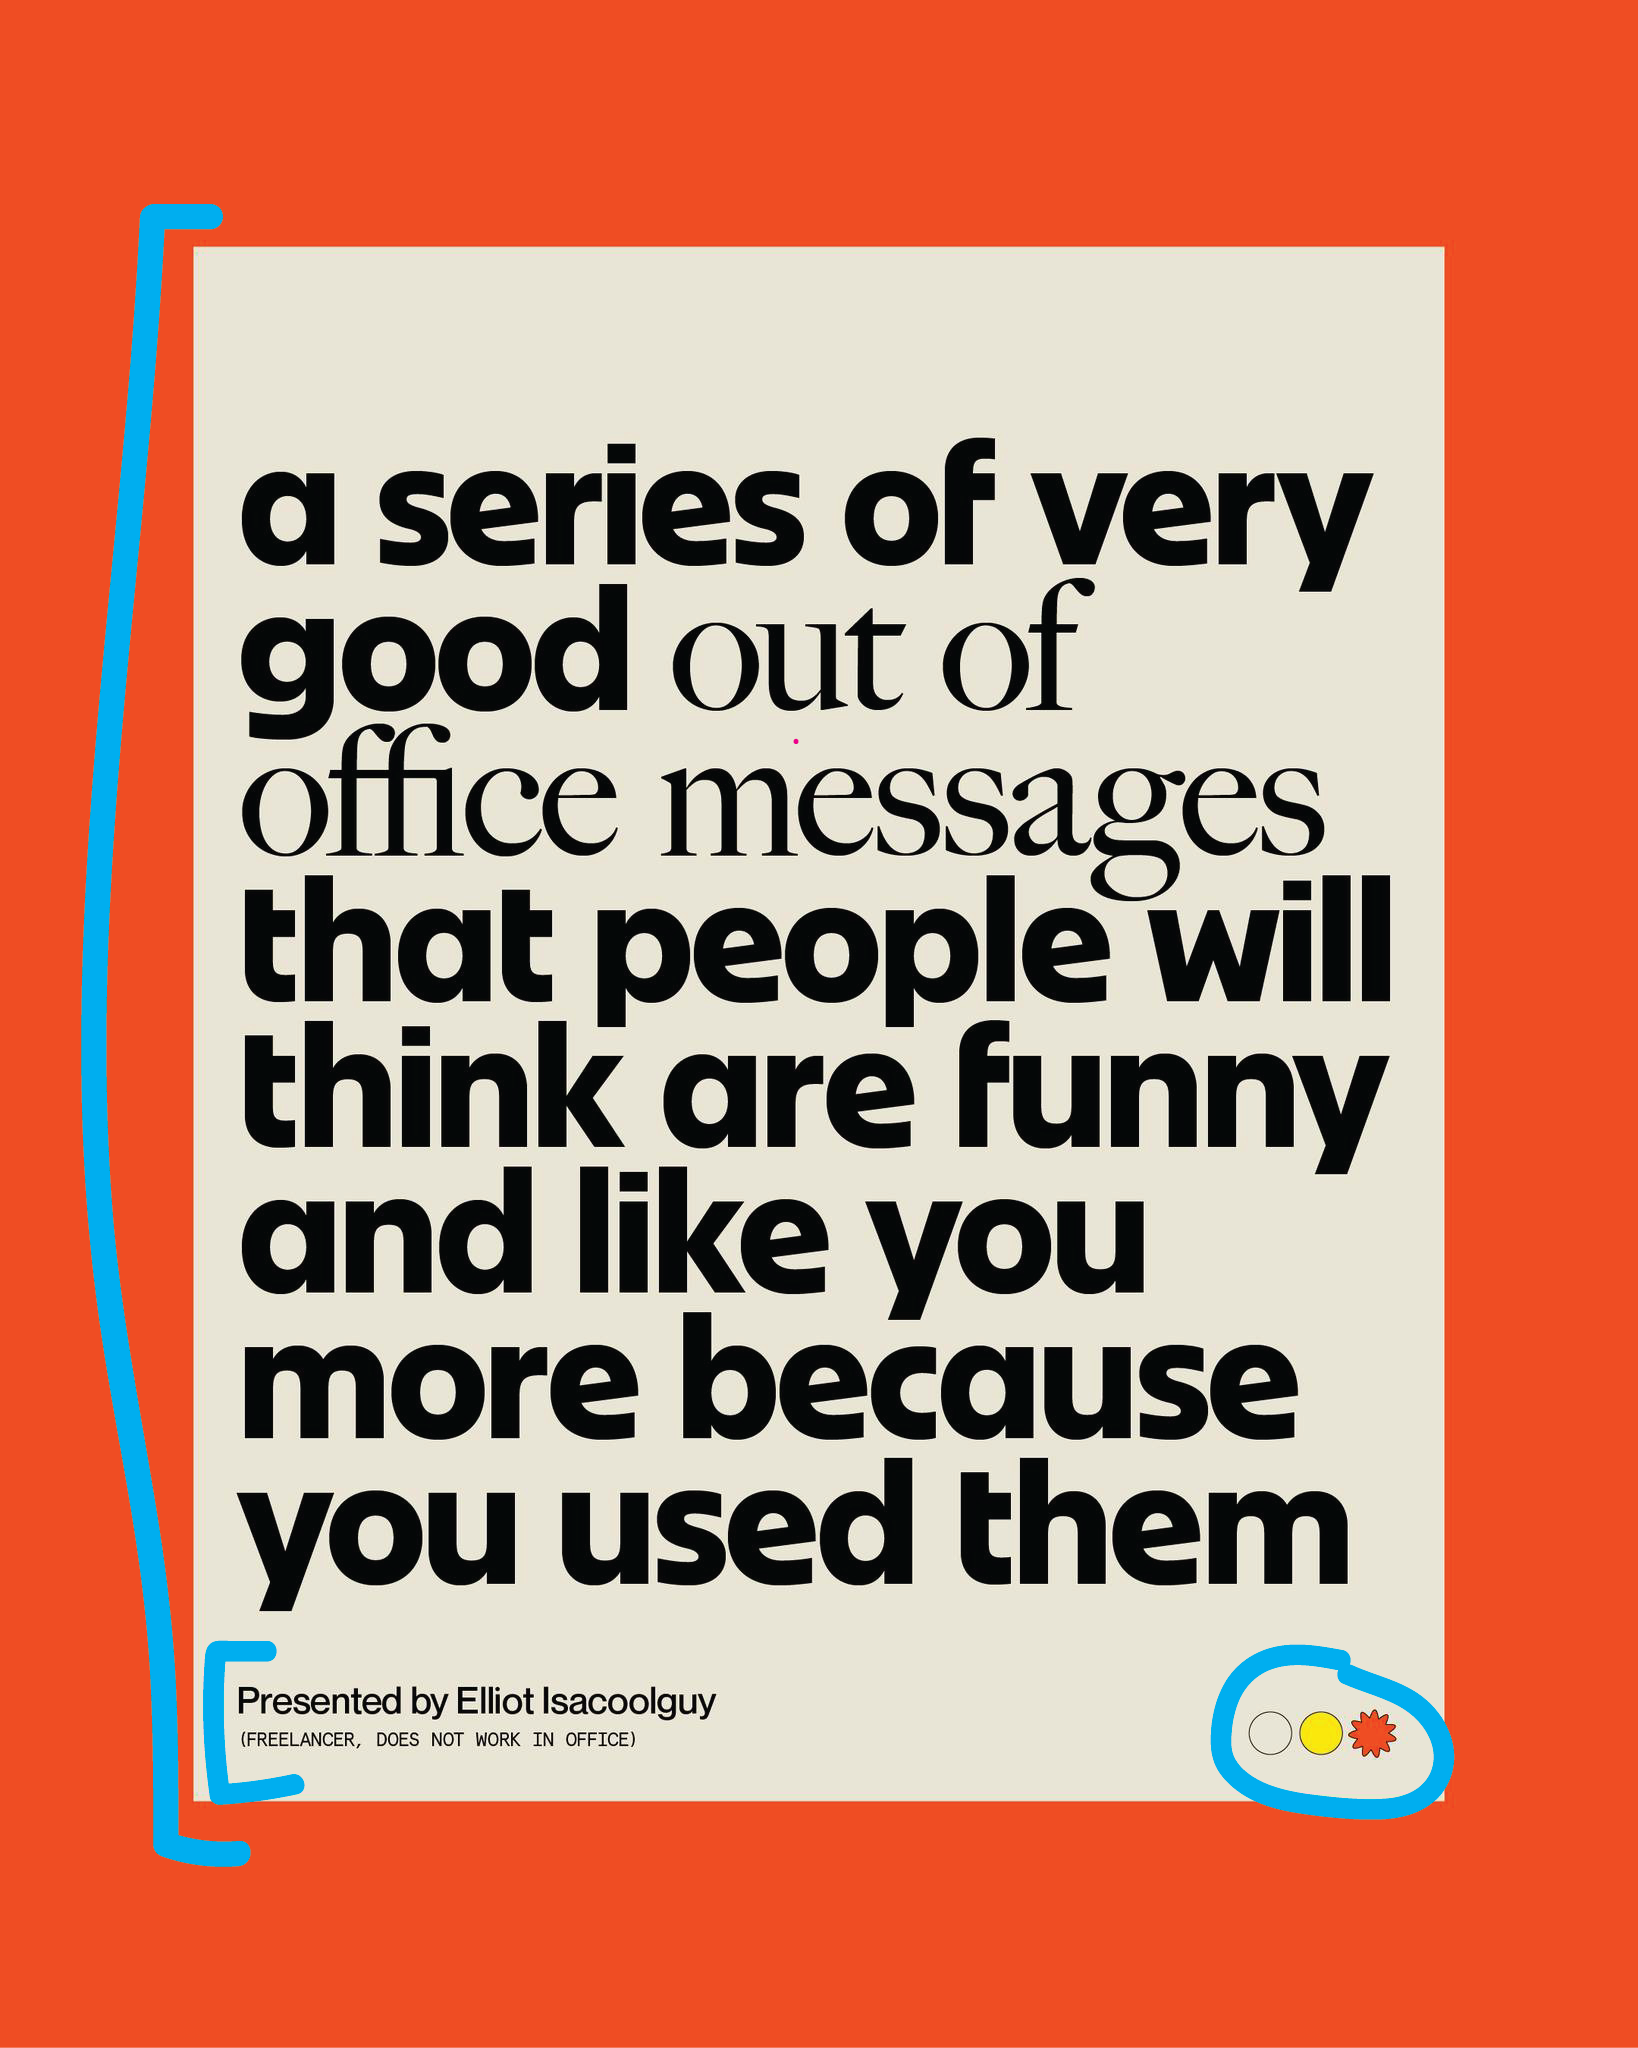 a series of very
good out of
office messages
that people will
think are funny
and like you
more because
you used them
Presented by Elliot Isacoolguy
(FREELANCER, DOES NOT WORK IN OFFICE)